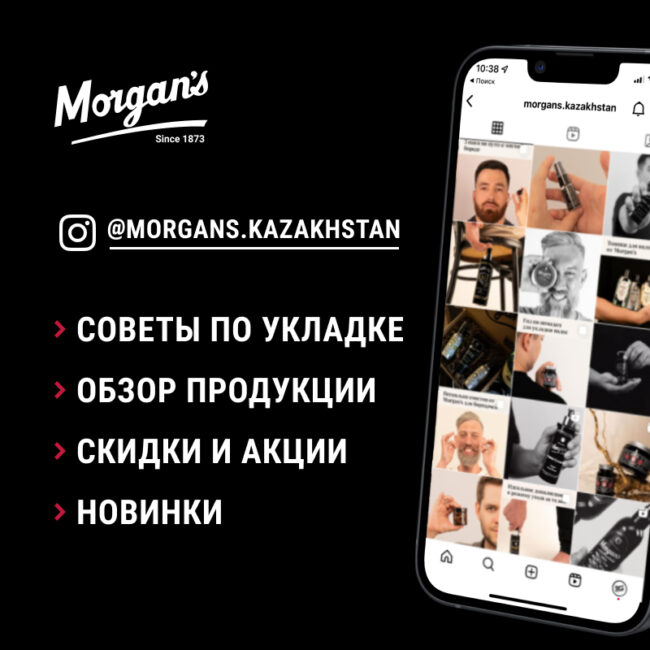 Morgan's
Since 1873
@MORGANS.KAZAKHSTAN
СОВЕТЫ ПО УКЛАДКЕ
ОБЗОР ПРОДУКЦИИ
СКИДКИ И АКЦИИ
НОВИНКИ
10:38
Поиск
morgans.kazakhstan